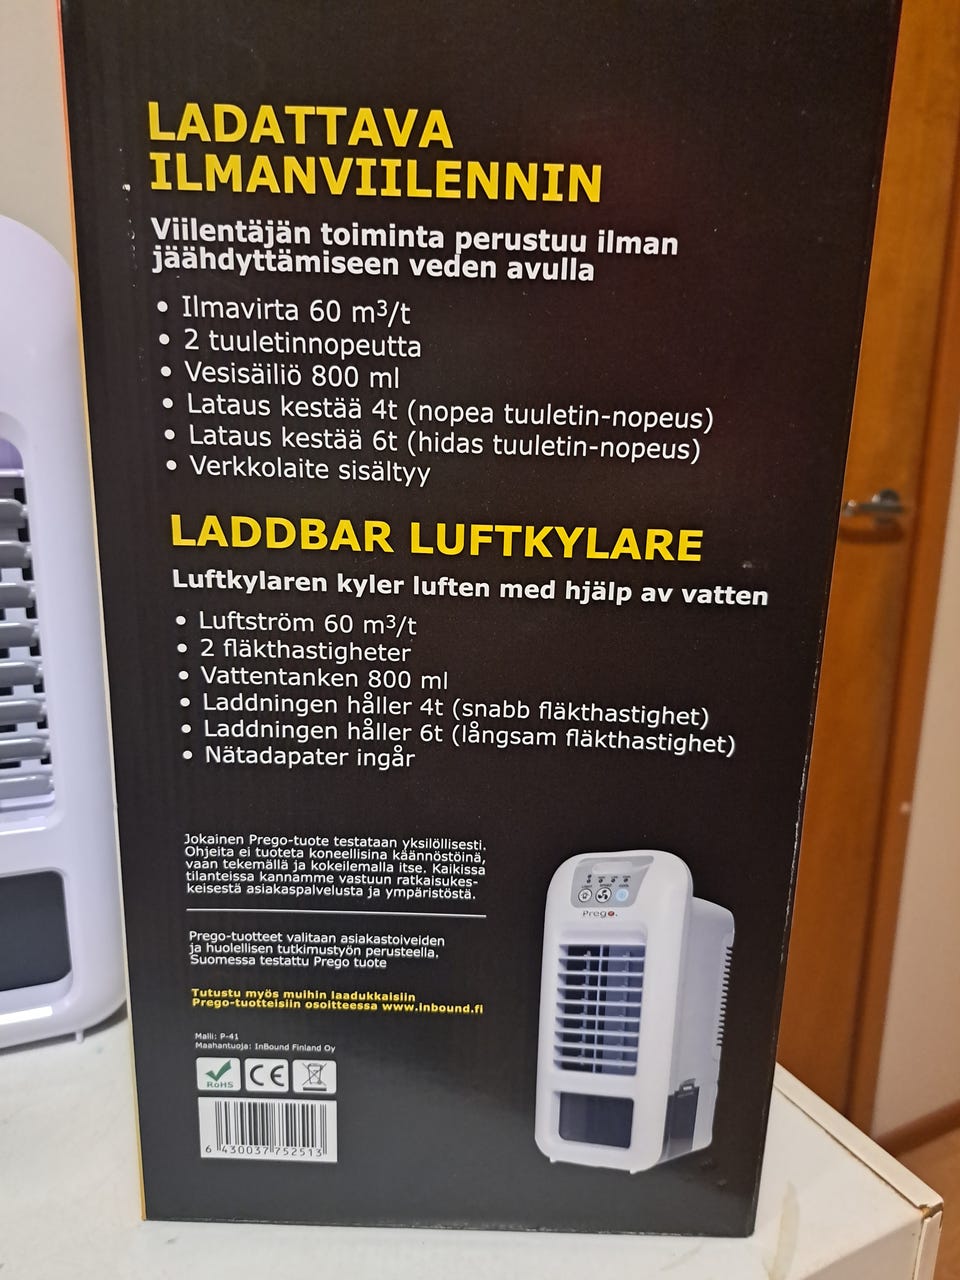 LADATTAVA
ILMANVIILENNIN
Viilentäjän toiminta perustuu ilman
jäähdyttämiseen veden avulla
• Ilmavirta 60 m³/t
• 2 tuuletinnopeutta
• Vesisäiliö 800 ml
• Lataus kestää 4t (nopea tuuletin-nopeus)
• Lataus kestää 6t (hidas tuuletin-nopeus)
• Verkkolaite sisältyy
LADDBAR LUFTKYLARE
Luftkylaren kyler luften med hjälp av vatten
• Luftström 60 m³/t
• 2 fläkthastigheter
• Vattentanken 800 ml
• Laddningen håller 4t (snabb fläkthastighet)
• Laddningen håller 6t (långsam fläkthastighet)
• Nätadapater ingår
Jokainen Prego-tuote testataan yksilöllisesti.
Ohjeita ei tuoteta koneellisina käännöstöinä,
vaan tekemällä ja kokeilemalla itse. Kaikissa
tilanteissa kannamme vastuun ratkaisukes-
keisestä asiakaspalvelusta ja ympäristöstä.
Prego-tuotteet valitaan asiakastoiveiden
ja huolellisen tutkimustyön perusteella.
Suomessa testattu Prego tuote
Tutustu myös muihin laadukkaisiin
Prego-tuotteisiin osoitteessa www.inbound.fi
Malli: P-41
Maahantuoja: InBound Finland Oy
RoHS
CE
6 430037 752513
Prego.